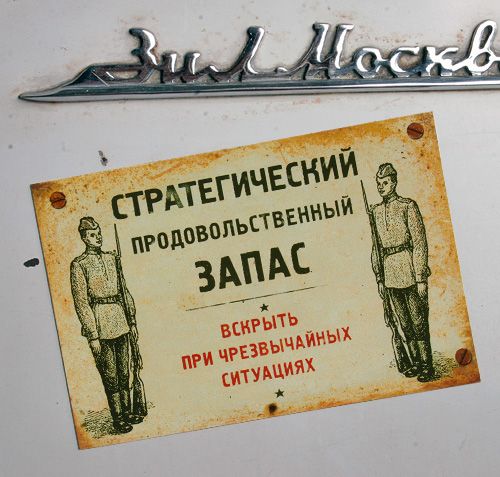 ЗиЛ Москв
СТРАТЕГИЧЕСКИЙ
ПРОДОВОЛЬСТВЕННЫЙ
ЗАПАС
ВСКРЫТЬ
ПРИ ЧРЕЗВЫЧАЙНЫХ
СИТУАЦИЯХ